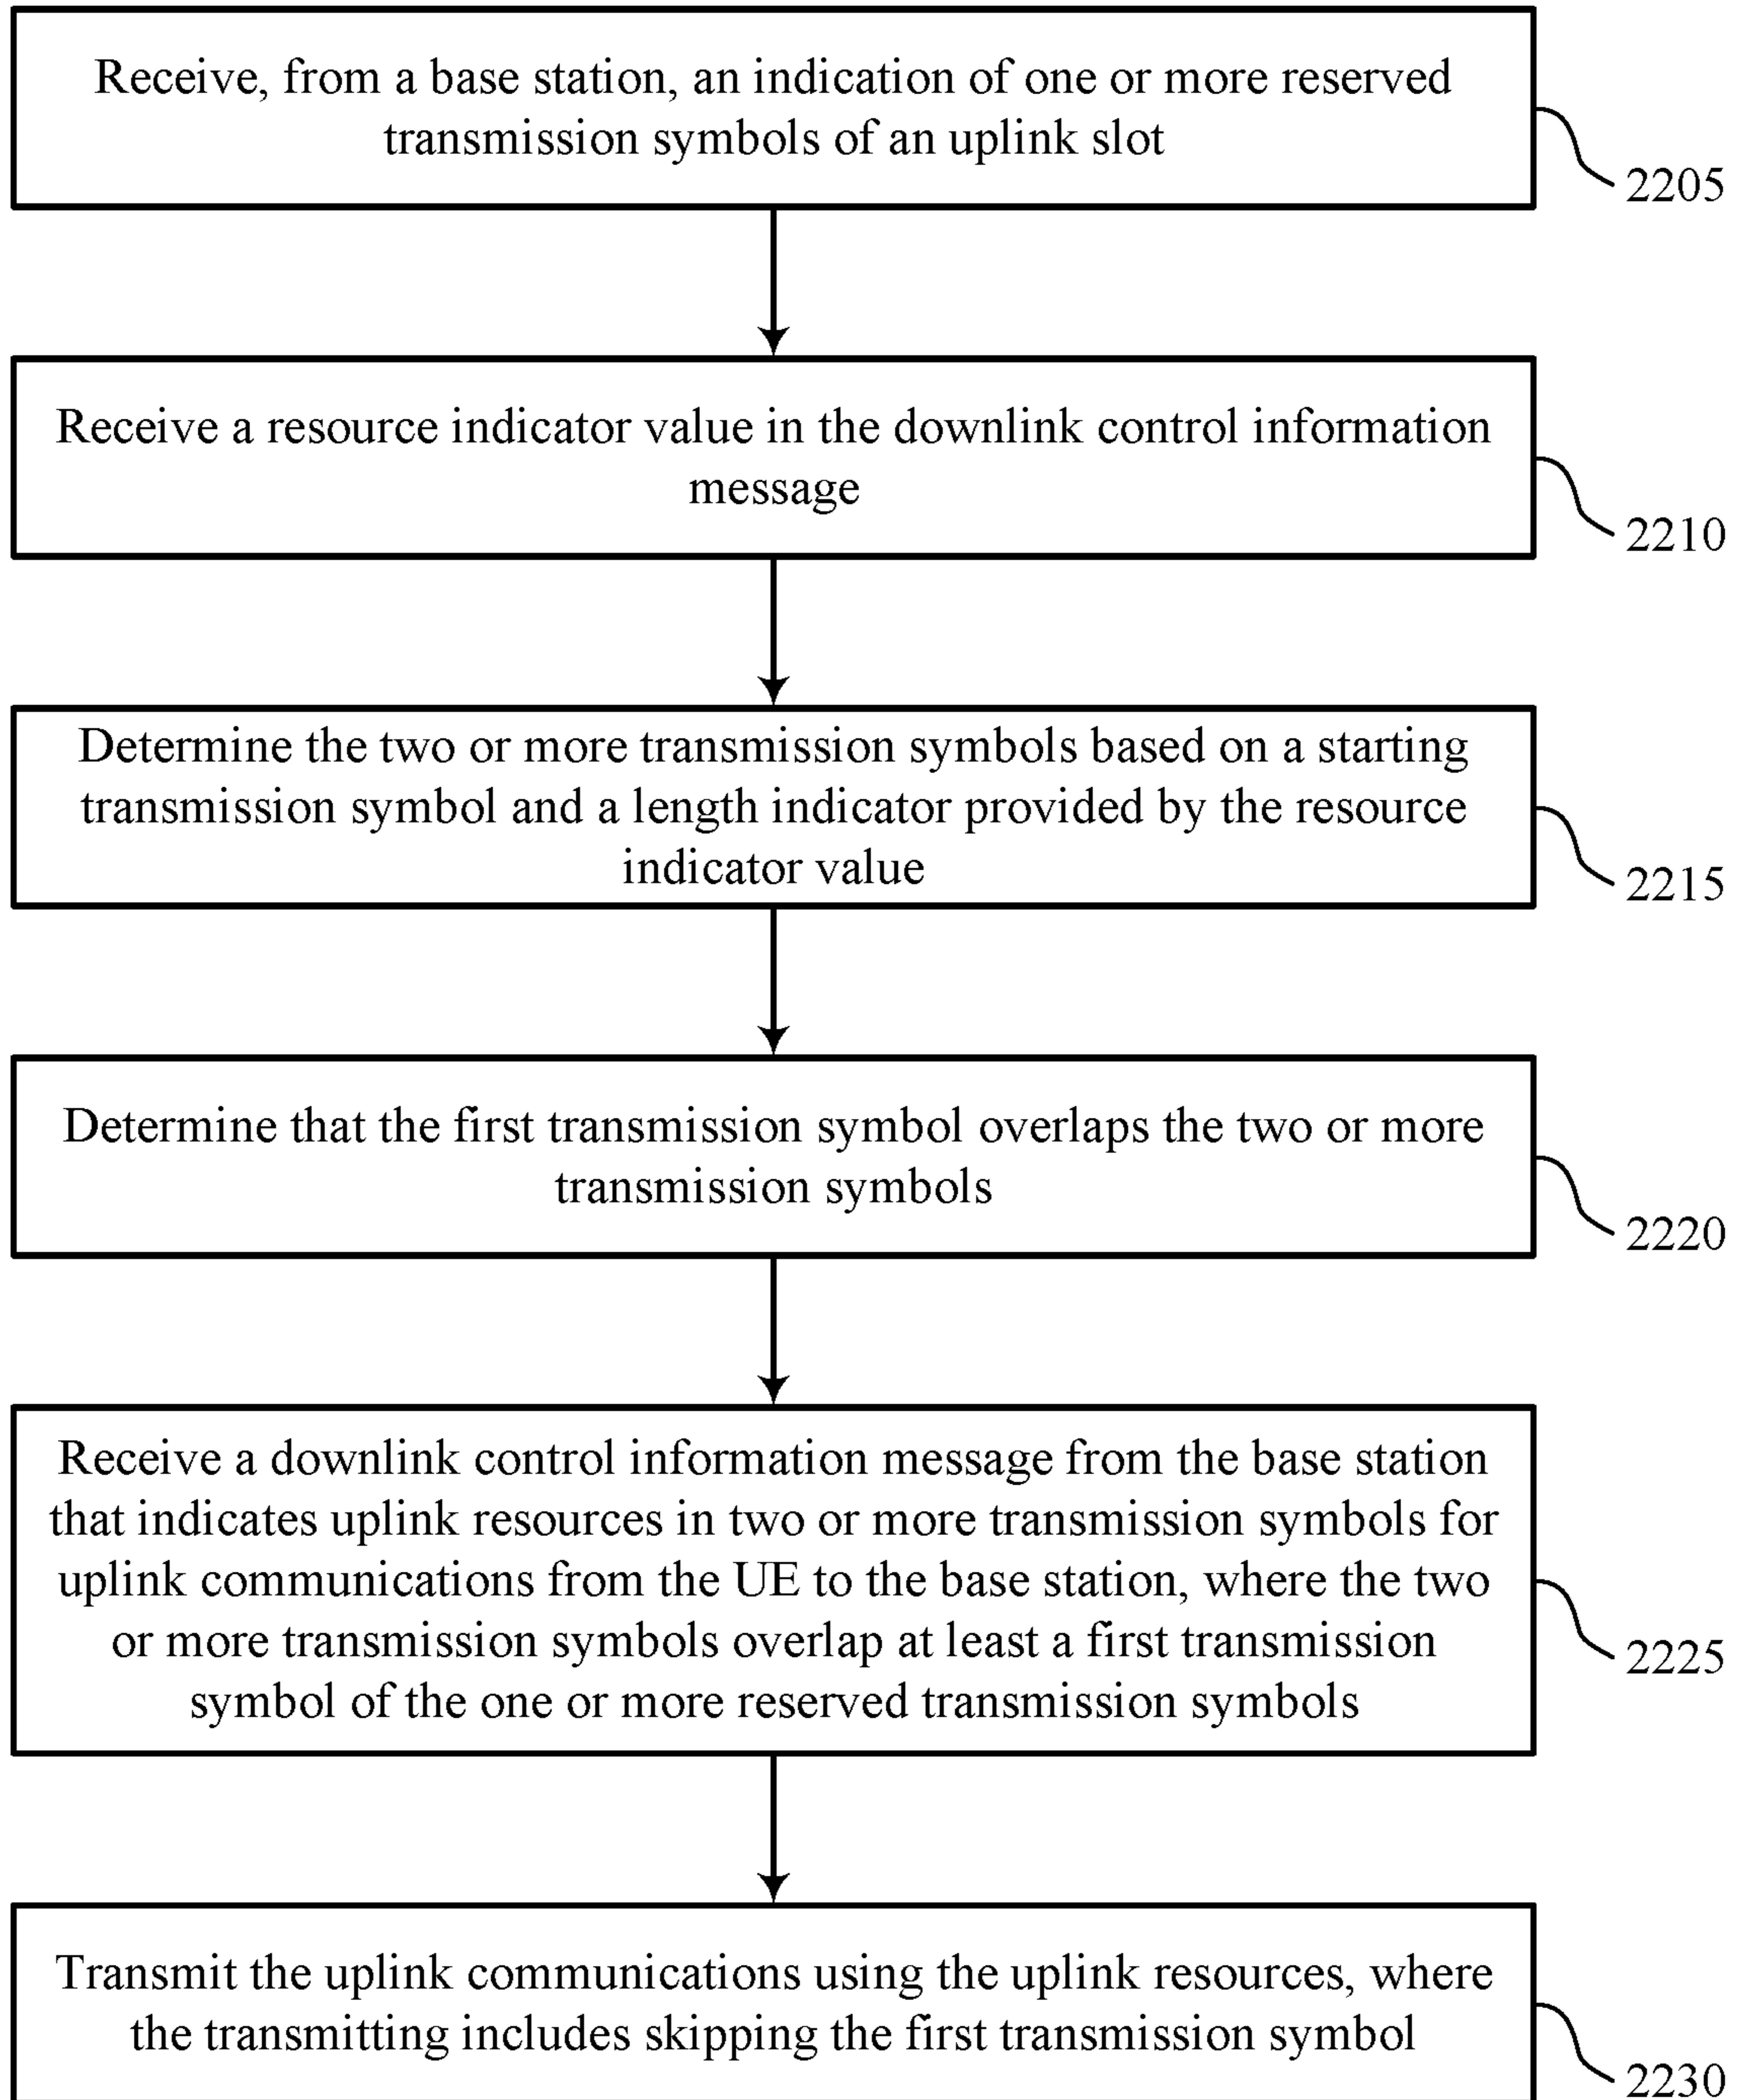 Receive, from a base station, an indication of one or more reserved
transmission symbols of an uplink slot
2205
Receive a resource indicator value in the downlink control information
message
2210
Determine the two or more transmission symbols based on a starting
transmission symbol and a length indicator provided by the resource
indicator value
2215
Determine that the first transmission symbol overlaps the two or more
transmission symbols
2220
Receive a downlink control information message from the base station
that indicates uplink resources in two or more transmission symbols for
uplink communications from the UE to the base station, where the two
or more transmission symbols overlap at least a first transmission
symbol of the one or more reserved transmission symbols
2225
Transmit the uplink communications using the uplink resources, where
the transmitting includes skipping the first transmission symbol
2230